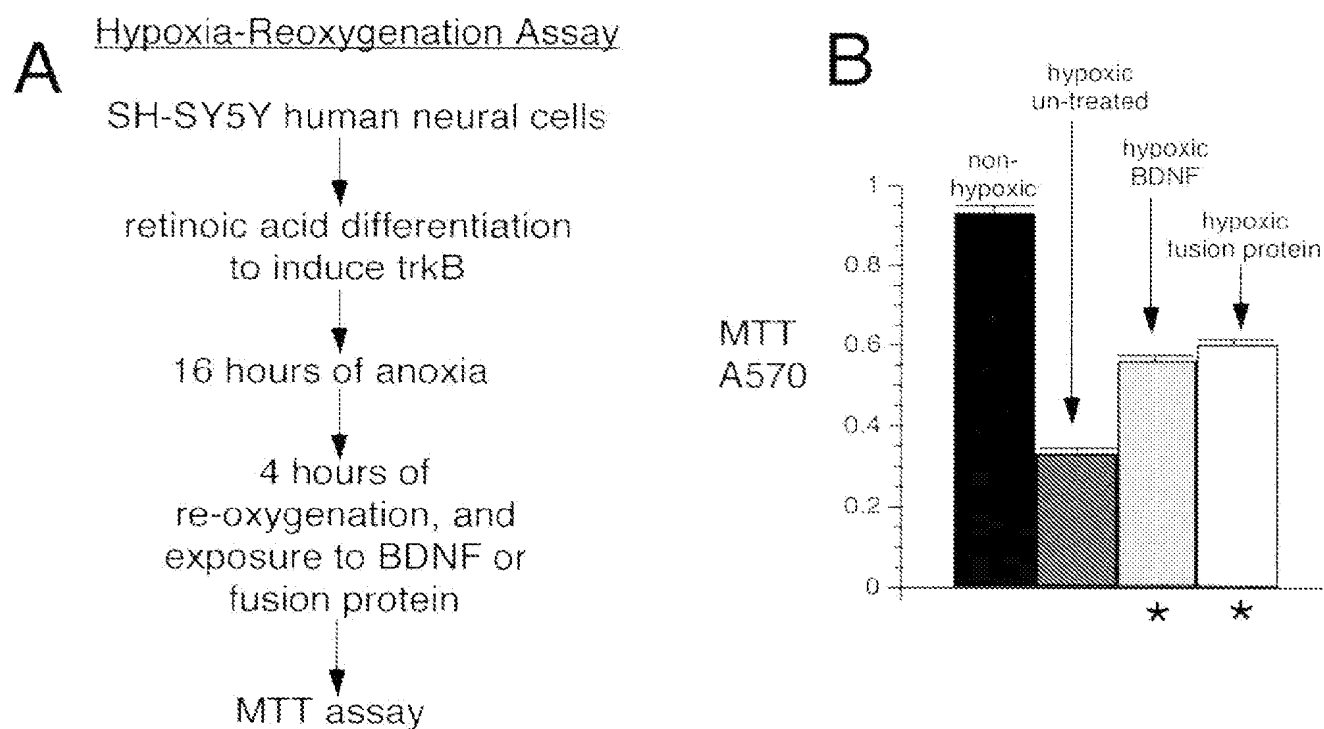 A
Hypoxia-Reoxygenation Assay
SH-SY5Y human neural cells
retinoic acid differentiation
to induce trkB
16 hours of anoxia
4 hours of
re-oxygenation, and
exposure to BDNF or
fusion protein
MTT assay
B
hypoxic
un-treated
non-
hypoxic
hypoxic
BDNF
hypoxic
fusion protein
MTT
A570
1
0.8
0.6
0.4
0.2
0
* *